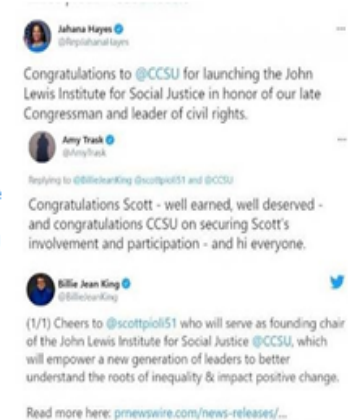 Jahana Hayes
@RepJahanaHayes
Congratulations to @CCSU for launching the John
Lewis Institute for Social Justice in honor of our late
Congressman and leader of civil rights.
Amy Trask
@AmyTrask
Replying to @BillieJeanKing @scottpioli51 and @CCSU
Congratulations Scott - well earned, well deserved -
and congratulations CCSU on securing Scott's
involvement and participation - and hi everyone.
Billie Jean King
@BillieJeanKing
(1/1) Cheers to @scottpioli51 who will serve as founding chair
of the John Lewis Institute for Social Justice @CCSU, which
will empower a new generation of leaders to better
understand the roots of inequality & impact positive change.
Read more here: prnewswire.com/news-releases/...